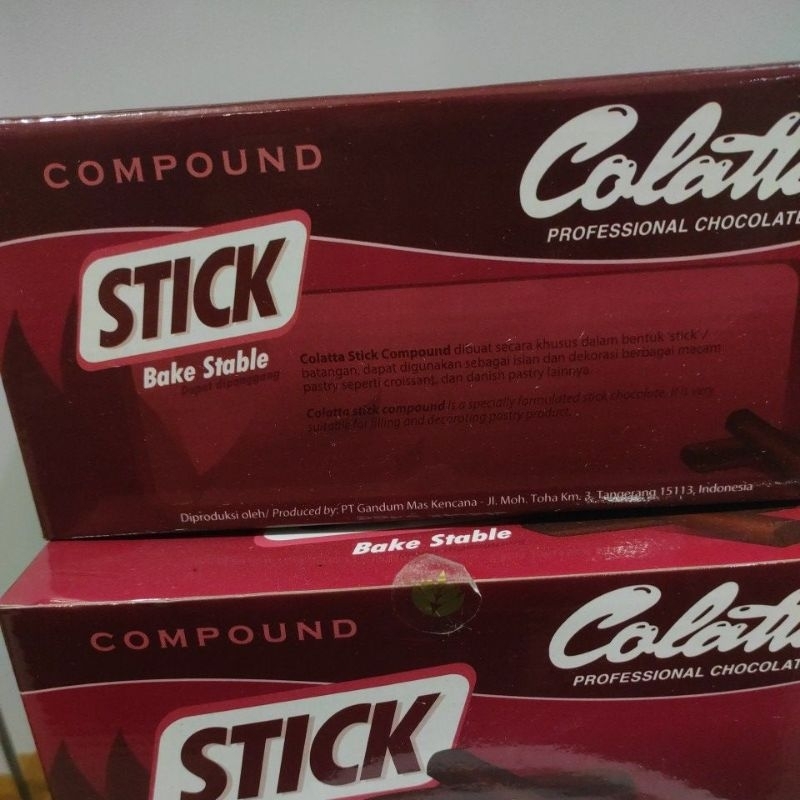 COMPOUND
Colatta
PROFESSIONAL CHOCOLATE
STICK
Bake Stable
Dapat dipanggang
Colatta Stick Compound dibuat secara khusus dalam bentuk 'stick' /
batangan, dapat digunakan sebagai isian dan dekorasi berbagai macam
pastry seperti croissant, dan danish pastry lainnya.
Colatta stick compound is a specially formulated stick chocolate. It is very
suitable for filling and decorating pastry product.
Diproduksi oleh/ Produced by: PT Gandum Mas Kencana - Jl. Moh. Toha Km. 3, Tangerang 15113, Indonesia
Bake Stable
COMPOUND
Colatt
PROFESSIONAL CHOCOLAT
STICK